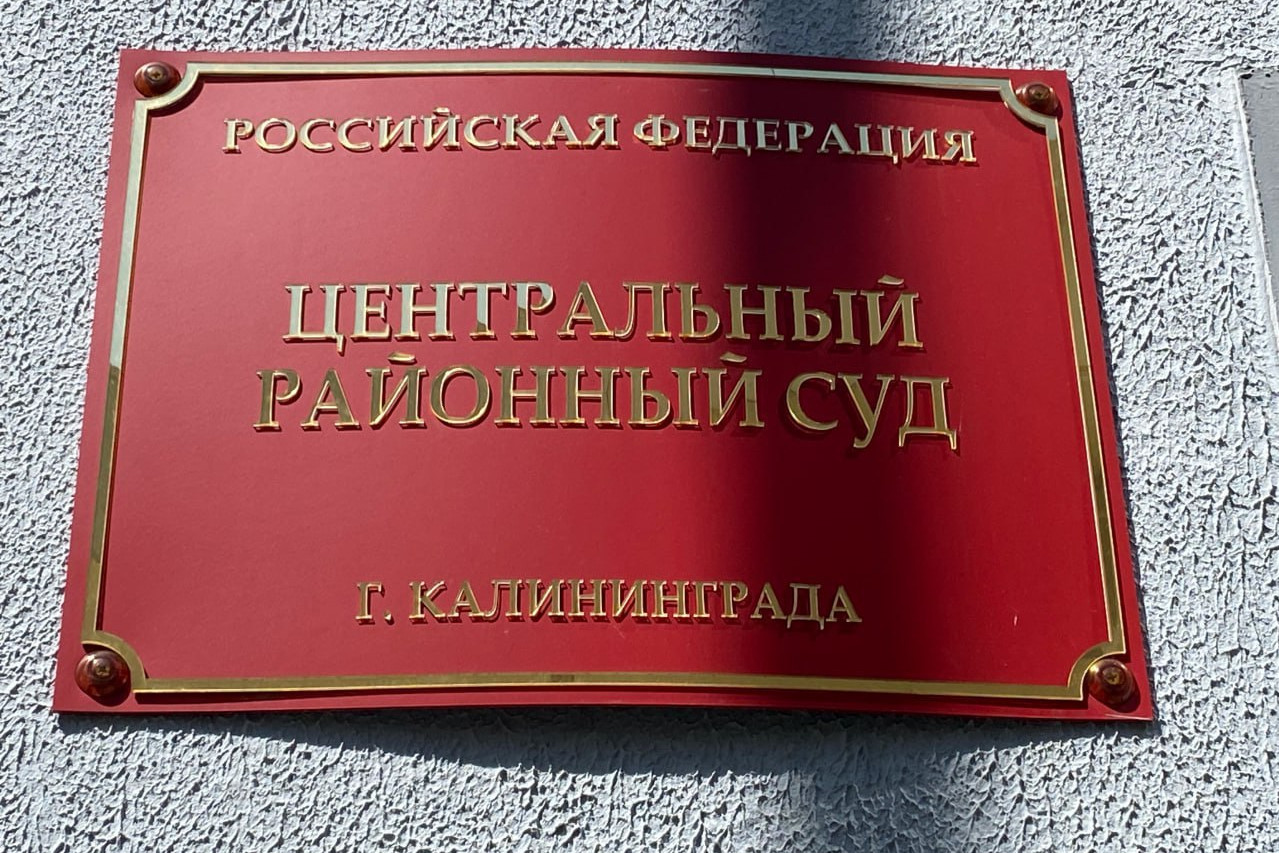 РОССИЙСКАЯ ФЕДЕРАЦИЯ
ЦЕНТРАЛЬНЫЙ
РАЙОННЫЙ СУД
Г. КАЛИНИНГРАДА